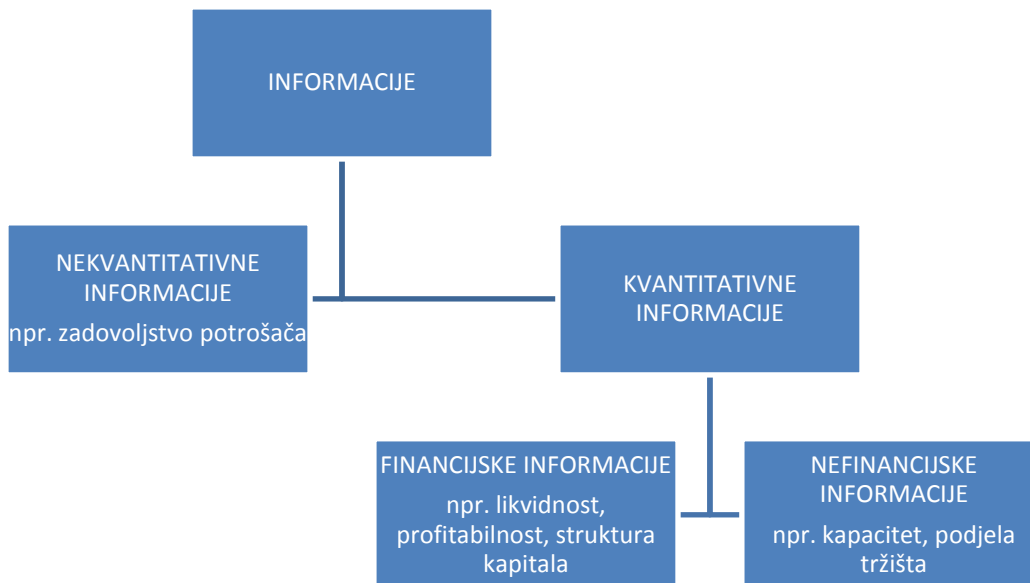 INFORMACIJE
NEKVANTITATIVNE
INFORMACIJE
npr. zadovoljstvo potrošača
KVANTITATIVNE
INFORMACIJE
FINANCIJSKE INFORMACIJE
npr. likvidnost,
profitabilnost, struktura
kapitala
NEFINANCIJSKE
INFORMACIJE
npr. kapacitet, podjela
tržišta